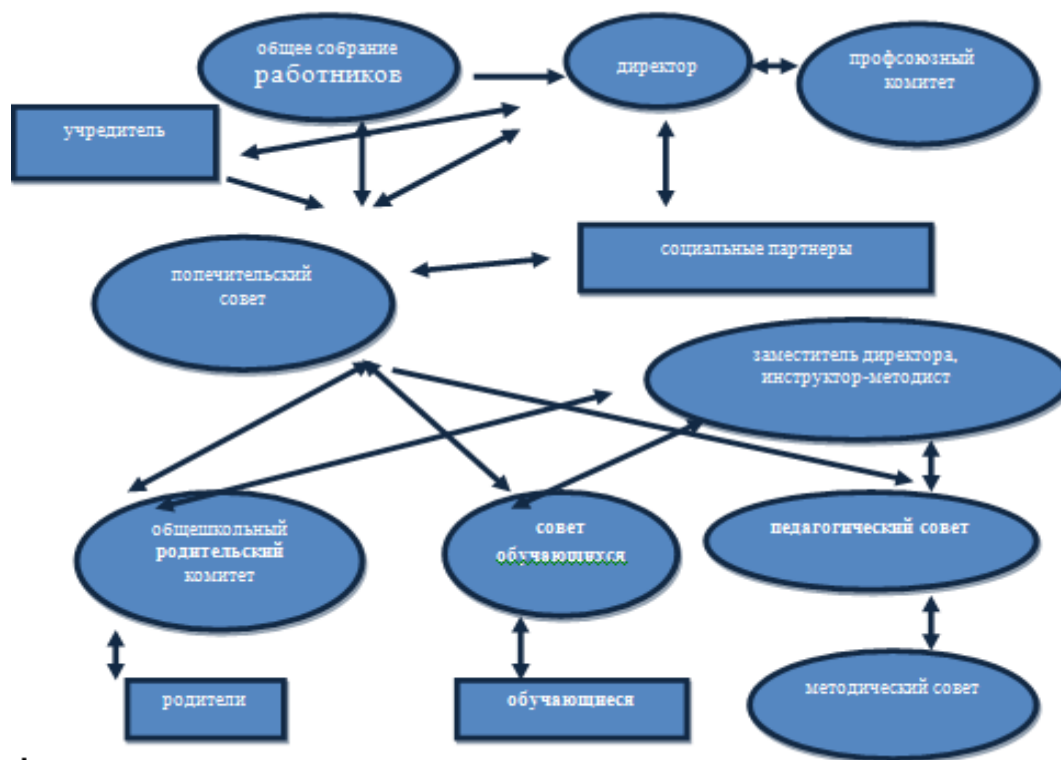 общее собрание
работников
директор
профсоюзный
комитет
учредитель
социальные партнеры
попечительский
совет
заместитель директора,
инструктор-методист
общешкольный
родительский
комитет
совет
обучающихся
педагогический совет
родители
обучающиеся
методический совет